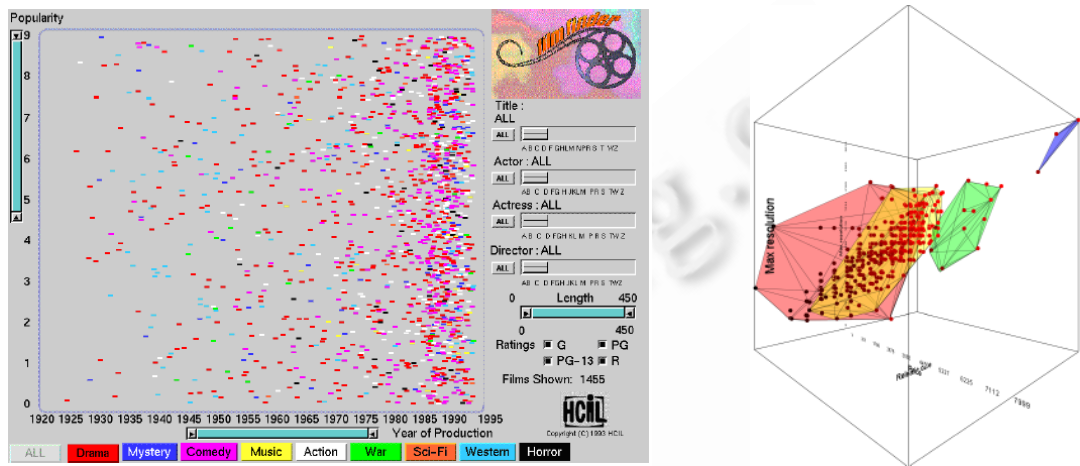 Popularity
9
8
7
6
5
4
3
2
1
0
1920 1925 1930 1935 1940 1945 1950 1955 1960 1965 1970 1975 1980 1985 1990 1995
Year of Production
ALL Drama Mystery Comedy Music Action War Sci-Fi Western Horror
Title :
ALL
ALL
A B C D F G H L M N P R S T W Z
Actor : ALL
ALL
A B C D F G H J K L M P R S T W Z
Actress : ALL
ALL
A B C D F G H K L M P R S T W Z
Director : ALL
ALL
A B C D F G H J K L M P R S T W Z
0 Length 450
0 450
Ratings G PG
PG-13 R
Films Shown: 1455
HCIL
Copyright (C) 1993 HCIL
Max resolution
6225
7112
7999